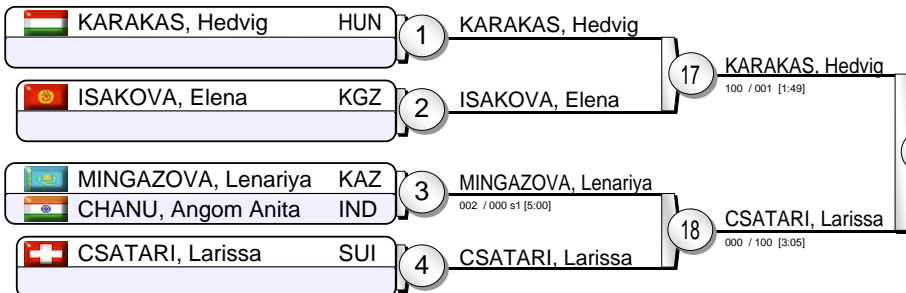 KARAKAS, Hedvig HUN
1
KARAKAS, Hedvig
17
KARAKAS, Hedvig
100 / 001 [1:49]
ISAKOVA, Elena KGZ
2
ISAKOVA, Elena
MINGAZOVA, Lenariya KAZ
CHANU, Angom Anita IND
3
MINGAZOVA, Lenariya
002 / 000 s1 [5:00]
18
CSATARI, Larissa
000 / 100 [3:05]
CSATARI, Larissa SUI
4
CSATARI, Larissa